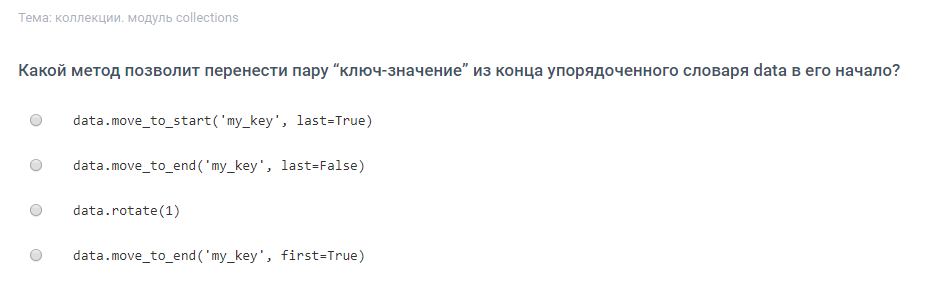 Тема: коллекции. модуль collections
Какой метод позволит перенести пару “ключ-значение” из конца упорядоченного словаря data в его начало?
data.move_to_start('my_key', last=True)
data.move_to_end('my_key', last=False)
data.rotate(1)
data.move_to_end('my_key', first=True)